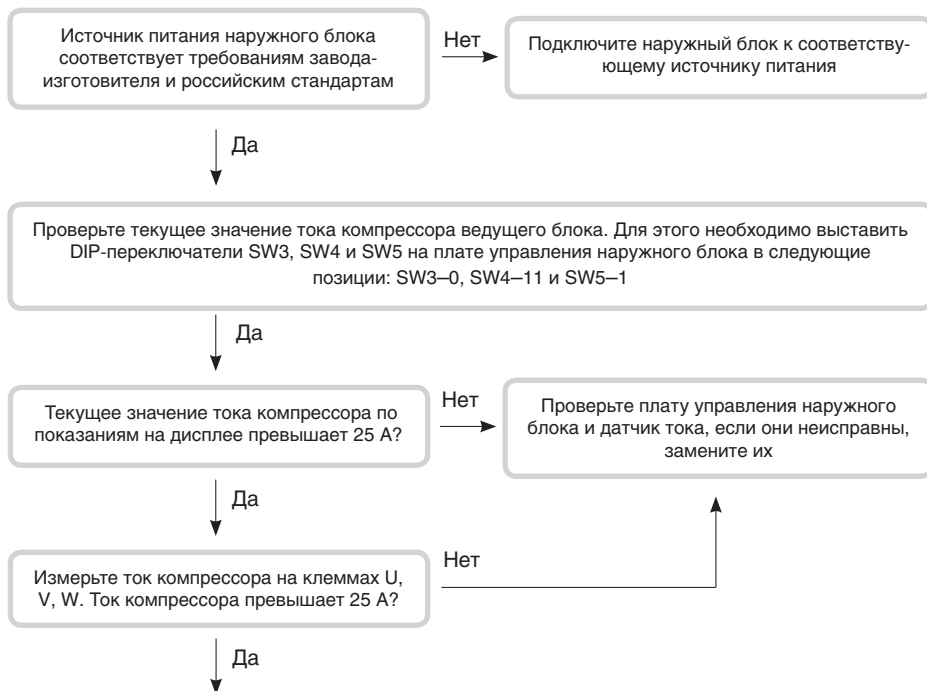 Источник питания наружного блока
соответствует требованиям завода-
изготовителя и российским стандартам
Нет
Подключите наружный блок к соответству-
ющему источнику питания
Да
Проверьте текущее значение тока компрессора ведущего блока. Для этого необходимо выставить
DIP-переключатели SW3, SW4 и SW5 на плате управления наружного блока в следующие
позиции: SW3–0, SW4–11 и SW5–1
Да
Текущее значение тока компрессора по
показаниям на дисплее превышает 25 А?
Нет
Проверьте плату управления наружного
блока и датчик тока, если они неисправны,
замените их
Да
Измерьте ток компрессора на клеммах U,
V, W. Ток компрессора превышает 25 А?
Нет
Да